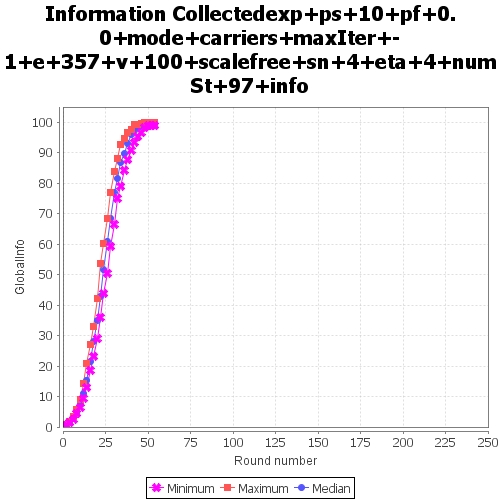 Information Collectedexp+ps+10+pf+0.
0+mode+carriers+maxIter+-
1+e+357+v+100+scalefree+sn+4+eta+4+num
St+97+info
100
90
80
70
60
50
40
30
20
10
0
GlobalInfo
0 25 50 75 100 125 150 175 200 225 250
Round number
Minimum Maximum Median